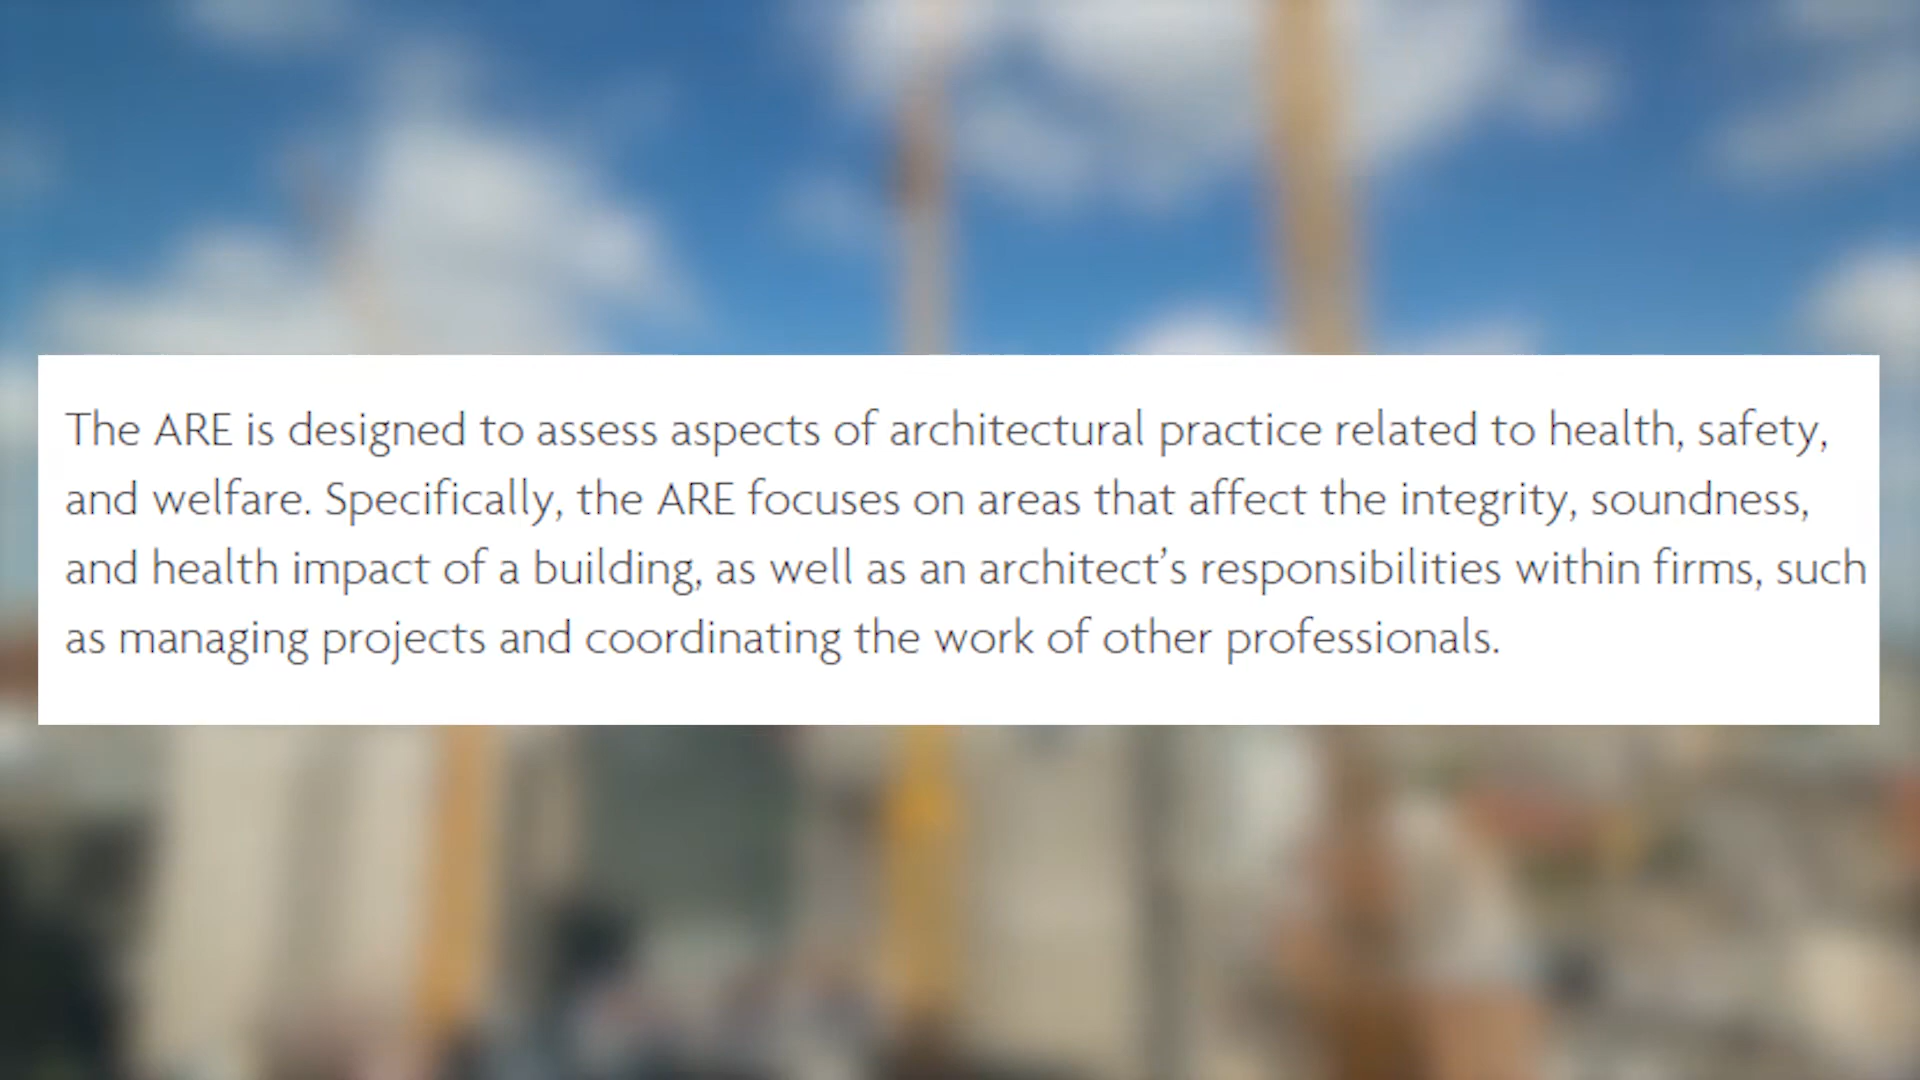 The ARE is designed to assess aspects of architectural practice related to health, safety,
and welfare. Specifically, the ARE focuses on areas that affect the integrity, soundness,
and health impact of a building, as well as an architect’s responsibilities within firms, such
as managing projects and coordinating the work of other professionals.